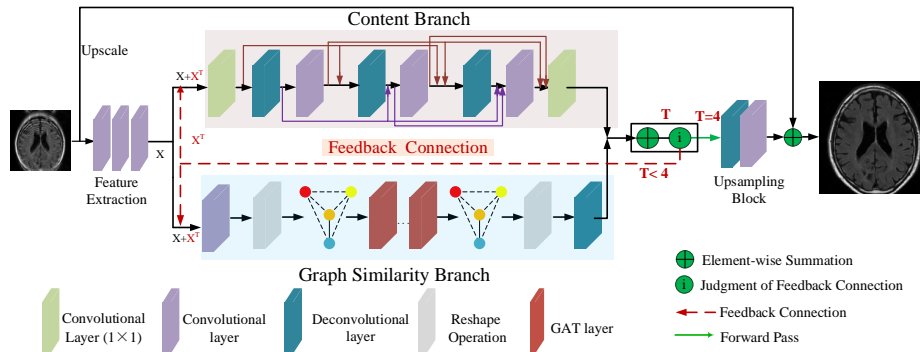 Content Branch
Upscale
X+X^T
X
X^T
Feature
Extraction
Feedback Connection
X+X^T
T
T=4
i
T< 4
Upsampling
Block
Graph Similarity Branch
Convolutional
Layer (1×1)
Convolutional
layer
Deconvolutional
layer
Reshape
Operation
GAT layer
Element-wise Summation
i
Judgment of Feedback Connection
Feedback Connection
Forward Pass